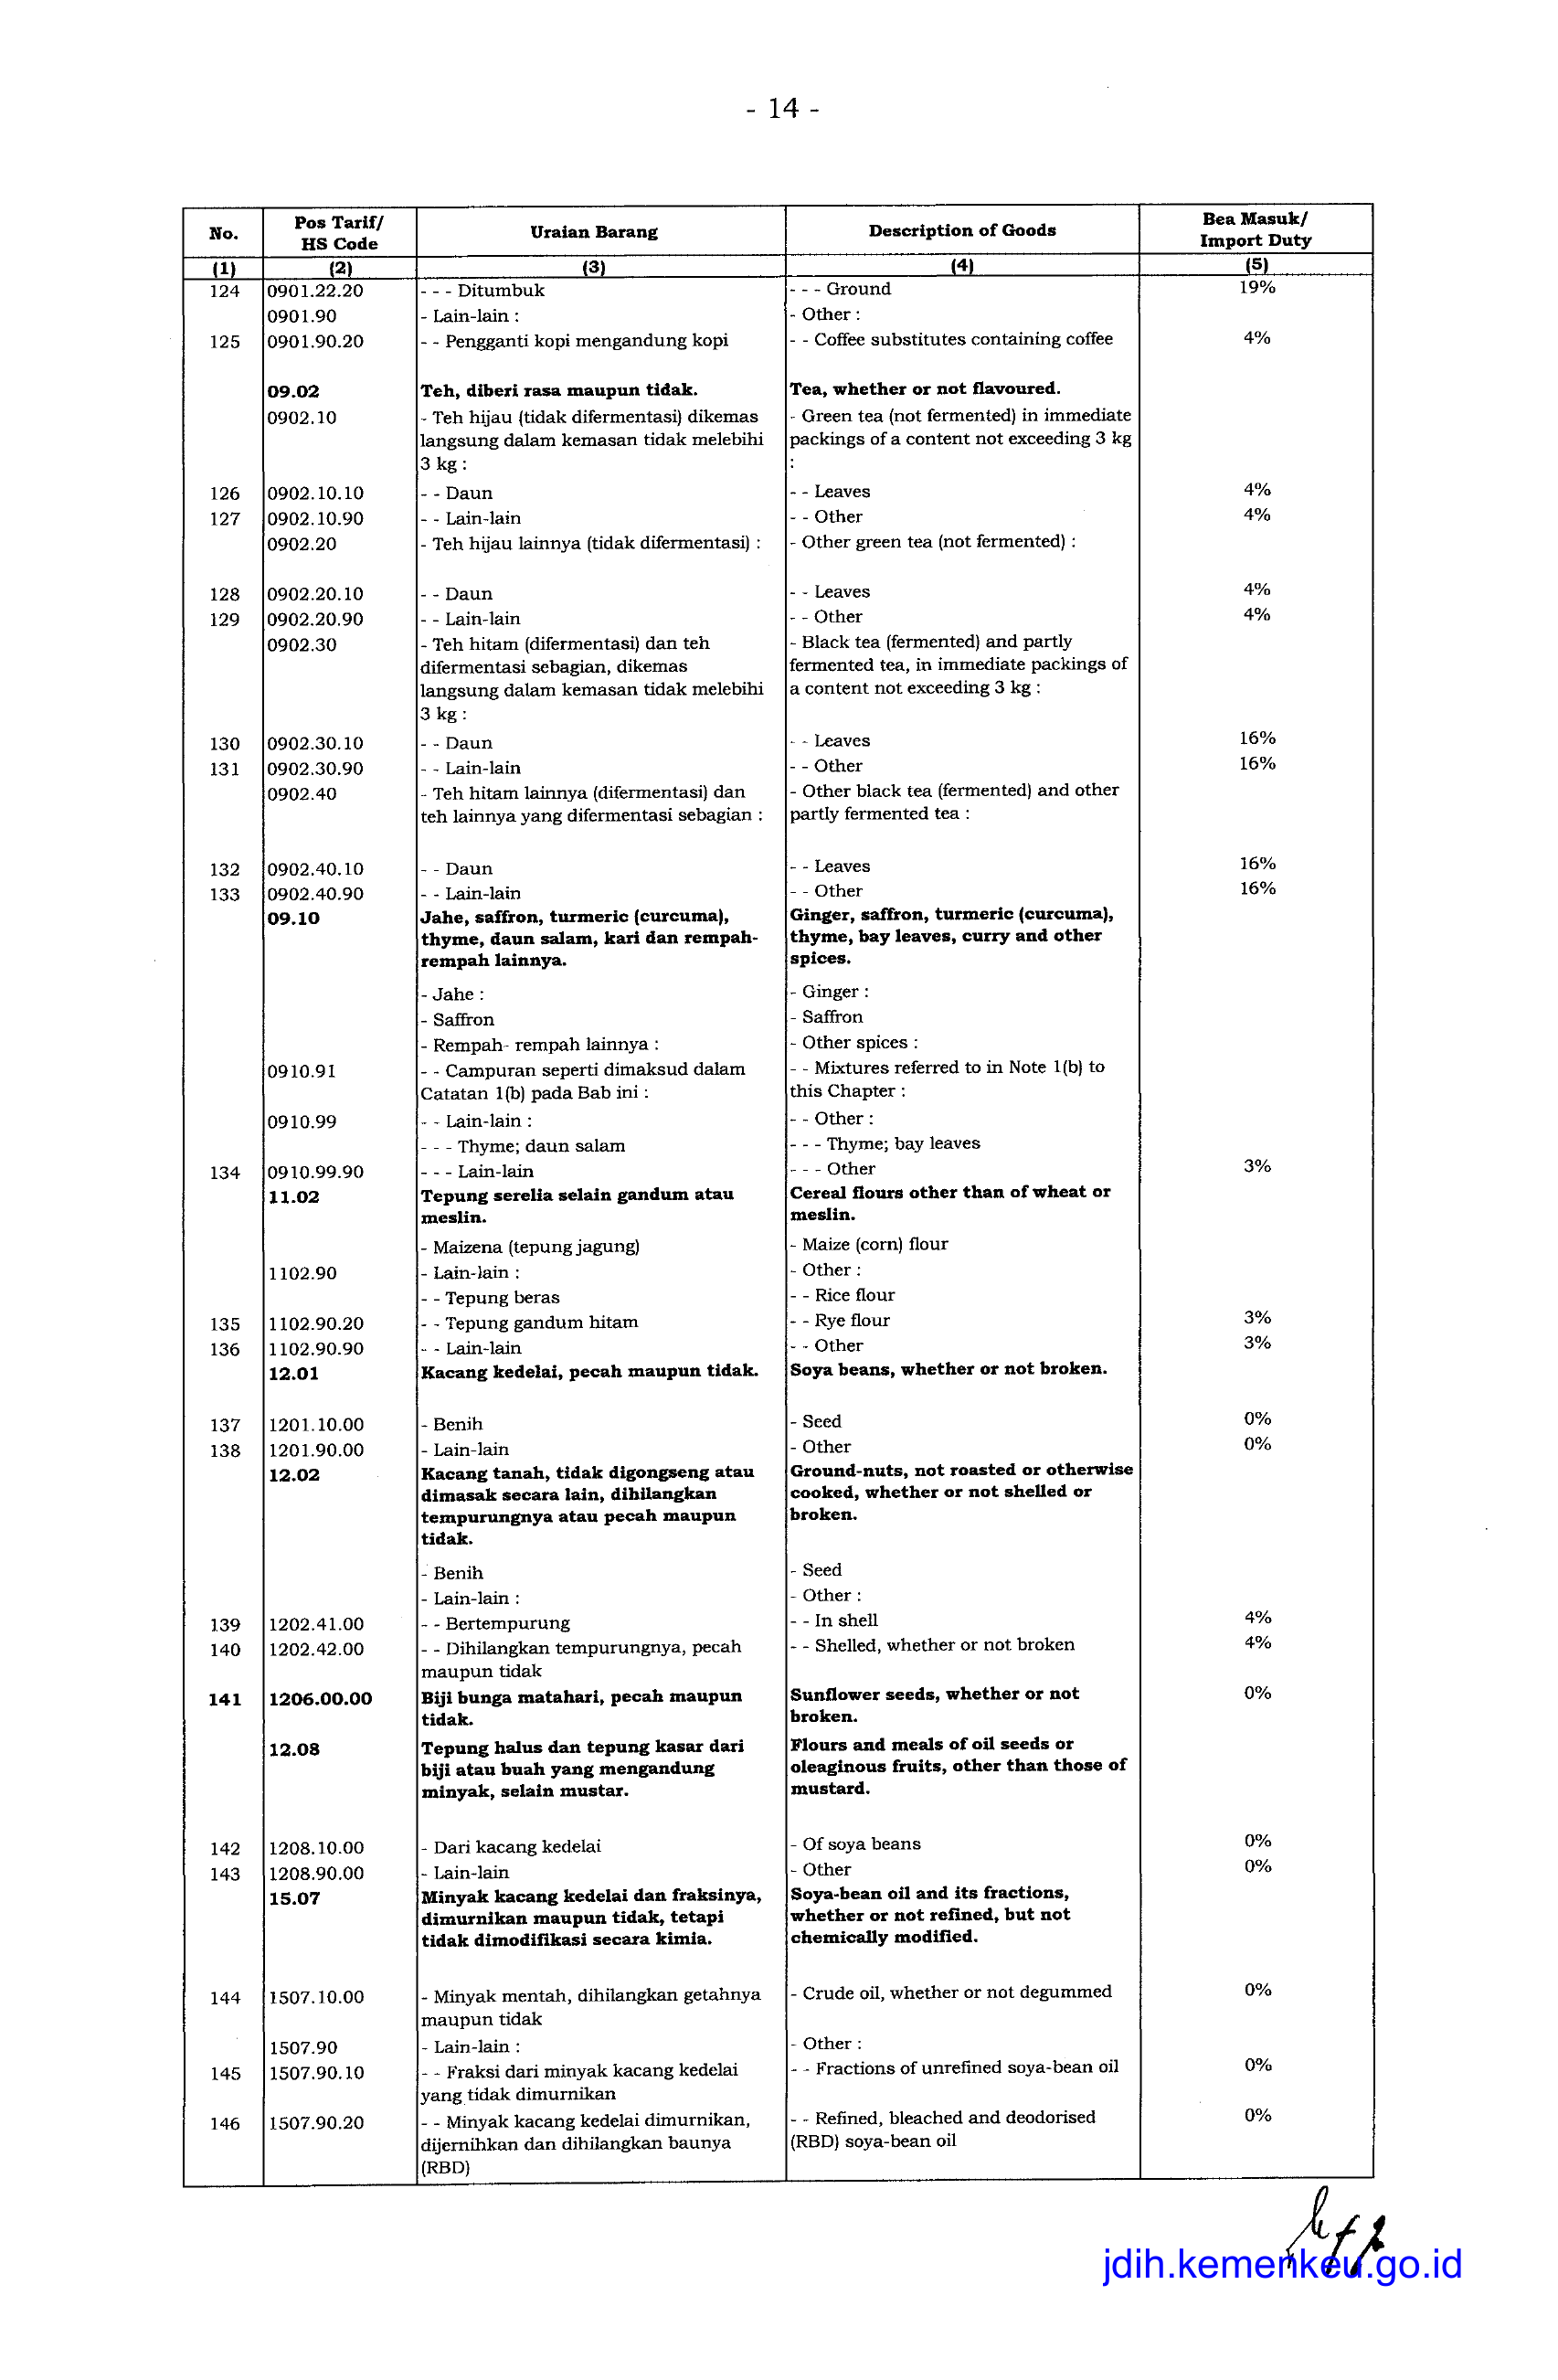 - 14 -
No. Pos Tarif/ HS Code Uraian Barang Description of Goods Bea Masuk/ Import Duty
(1) (2) (3) (4) (5)
124 0901.22.20 - - - Ditumbuk - - - Ground 19%
0901.90 - Lain-lain : - Other :
125 0901.90.20 - - Pengganti kopi mengandung kopi - - Coffee substitutes containing coffee 4%
09.02 Teh, diberi rasa maupun tidak. Tea, whether or not flavoured.
0902.10 - Teh hijau (tidak difermentasi) dikemas - Green tea (not fermented) in immediate
langsung dalam kemasan tidak melebihi packings of a content not exceeding 3 kg
3 kg : :
126 0902.10.10 - - Daun - - Leaves 4%
127 0902.10.90 - - Lain-lain - - Other 4%
0902.20 - Teh hijau lainnya (tidak difermentasi) : - Other green tea (not fermented) :
128 0902.20.10 - - Daun - - Leaves 4%
129 0902.20.90 - - Lain-lain - - Other 4%
0902.30 - Teh hitam (difermentasi) dan teh - Black tea (fermented) and partly
difermentasi sebagian, dikemas fermented tea, in immediate packings of
langsung dalam kemasan tidak melebihi a content not exceeding 3 kg :
3 kg :
130 0902.30.10 - - Daun - - Leaves 16%
131 0902.30.90 - - Lain-lain - - Other 16%
0902.40 - Teh hitam lainnya (difermentasi) dan - Other black tea (fermented) and other
teh lainnya yang difermentasi sebagian : partly fermented tea :
132 0902.40.10 - - Daun - - Leaves 16%
133 0902.40.90 - - Lain-lain - - Other 16%
09.10 Jahe, saffron, turmeric (curcuma), Ginger, saffron, turmeric (curcuma),
thyme, daun salam, kari dan rempah- thyme, bay leaves, curry and other
rempah lainnya. spices.
- Jahe : - Ginger :
- Saffron - Saffron
- Rempah- rempah lainnya : - Other spices :
0910.91 - - Campuran seperti dimaksud dalam - - Mixtures referred to in Note 1(b) to
Catatan 1(b) pada Bab ini : this Chapter :
0910.99 - - Lain-lain : - - Other :
- - - Thyme; daun salam - - - Thyme; bay leaves
134 0910.99.90 - - - Lain-lain - - - Other 3%
11.02 Tepung serelia selain gandum atau Cereal flours other than of wheat or
meslin. meslin.
- Maizena (tepung jagung) - Maize (corn) flour
1102.90 - Lain-lain : - Other :
- - Tepung beras - - Rice flour
135 1102.90.20 - - Tepung gandum hitam - - Rye flour 3%
136 1102.90.90 - - Lain-lain - - Other 3%
12.01 Kacang kedelai, pecah maupun tidak. Soya beans, whether or not broken.
137 1201.10.00 - Benih - Seed 0%
138 1201.90.00 - Lain-lain - Other 0%
12.02 Kacang tanah, tidak digongseng atau Ground-nuts, not roasted or otherwise
dimasak secara lain, dihilangkan cooked, whether or not shelled or
tempurungnya atau pecah maupun broken.
tidak.
- Benih - Seed
- Lain-lain : - Other :
139 1202.41.00 - - Bertempurung - - In shell 4%
140 1202.42.00 - - Dihilangkan tempurungnya, pecah - - Shelled, whether or not broken 4%
maupun tidak
141 1206.00.00 Biji bunga matahari, pecah maupun Sunflower seeds, whether or not 0%
tidak. broken.
12.08 Tepung halus dan tepung kasar dari Flours and meals of oil seeds or
biji atau buah yang mengandung oleaginous fruits, other than those of
minyak, selain mustar. mustard.
142 1208.10.00 - Dari kacang kedelai - Of soya beans 0%
143 1208.90.00 - Lain-lain - Other 0%
15.07 Minyak kacang kedelai dan fraksinya, Soya-bean oil and its fractions,
dimurnikan maupun tidak, tetapi whether or not refined, but not
tidak dimodifikasi secara kimia. chemically modified.
144 1507.10.00 - Minyak mentah, dihilangkan getahnya - Crude oil, whether or not degummed 0%
maupun tidak
1507.90 - Lain-lain : - Other :
145 1507.90.10 - - Fraksi dari minyak kacang kedelai - - Fractions of unrefined soya-bean oil 0%
yang tidak dimurnikan
146 1507.90.20 - - Minyak kacang kedelai dimurnikan, - - Refined, bleached and deodorised 0%
dijernihkan dan dihilangkan baunya (RBD) soya-bean oil
(RBD)
jdih.kemenkeu.go.id